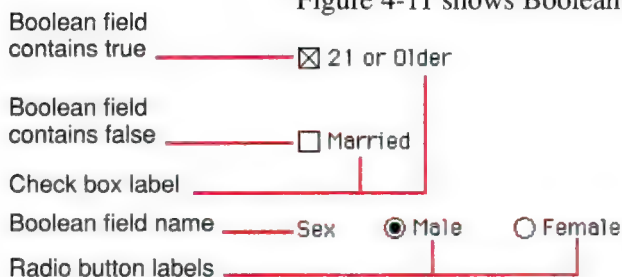 Figure 4-11 shows Boolean
Boolean field
contains true
21 or Older
Boolean field
contains false
Married
Check box label
Boolean field name
Sex
Male
Female
Radio button labels